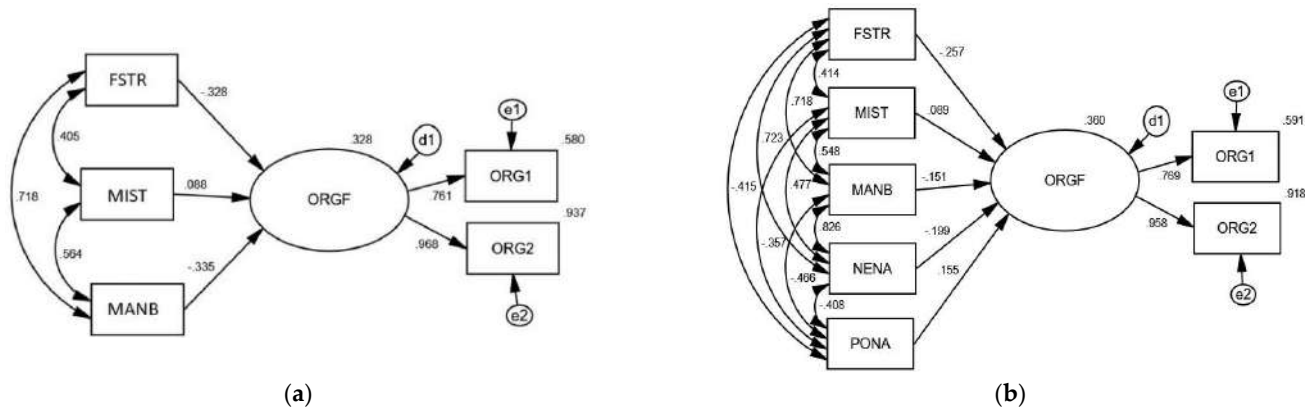 FSTR
-.328
.405
.328
d1
e1
.580
MIST
.088
ORGF
.761
ORG1
.718
.937
.968
ORG2
.564
-.335
MANB
e2
(a)
FSTR
-.257
.414
e1
.718
MIST
.089
.360
d1
.591
.723
.548
ORG1
-.415
.477
MANB
-.151
ORGF
.769
.918
.826
.958
ORG2
-.357
-.199
-.466
NENA
.155
e2
-.408
PONA
(b)